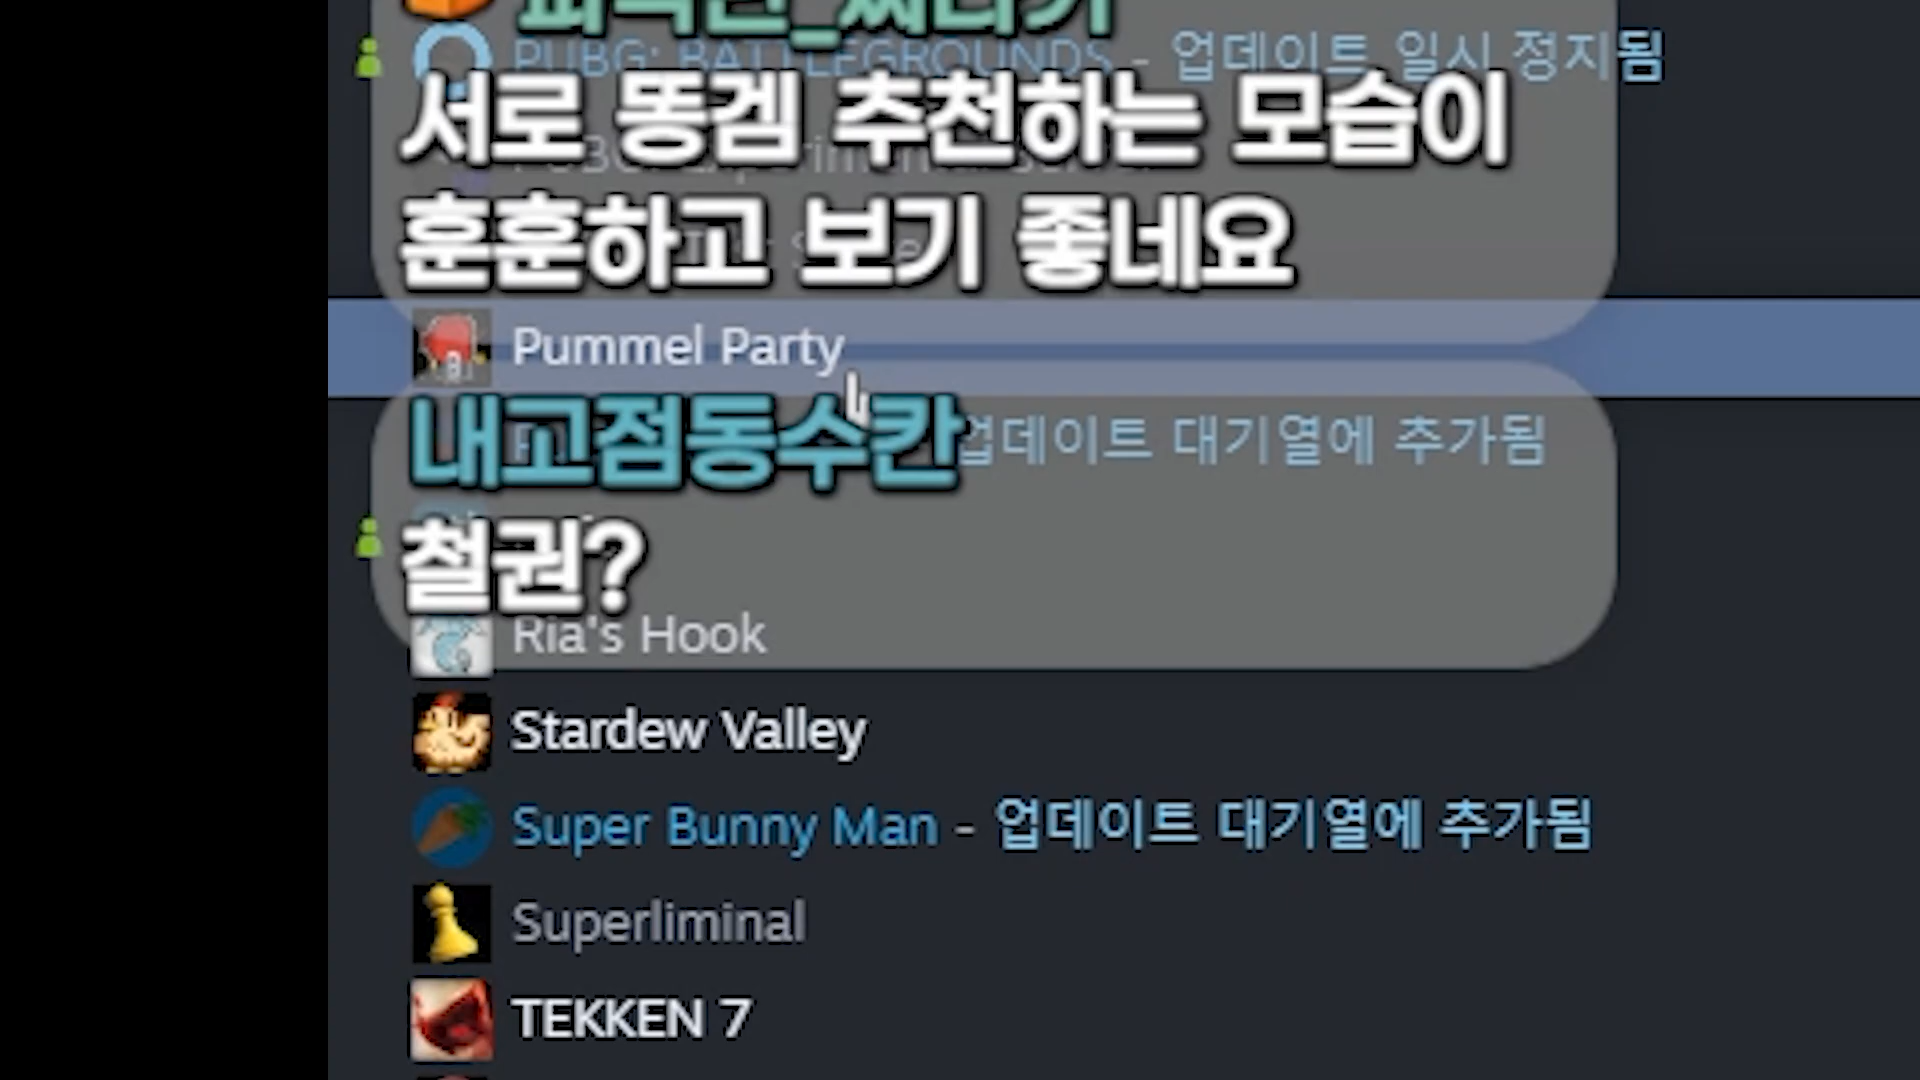 PUBG: BATTLEGROUNDS - 업데이트 일시 정지됨
서로 똥겜 추천하는 모습이
훈훈하고 보기 좋네요
Pummel Party
내고점동수칸
업데이트 대기열에 추가됨
철권?
Ria's Hook
Stardew Valley
Super Bunny Man - 업데이트 대기열에 추가됨
Superliminal
TEKKEN 7